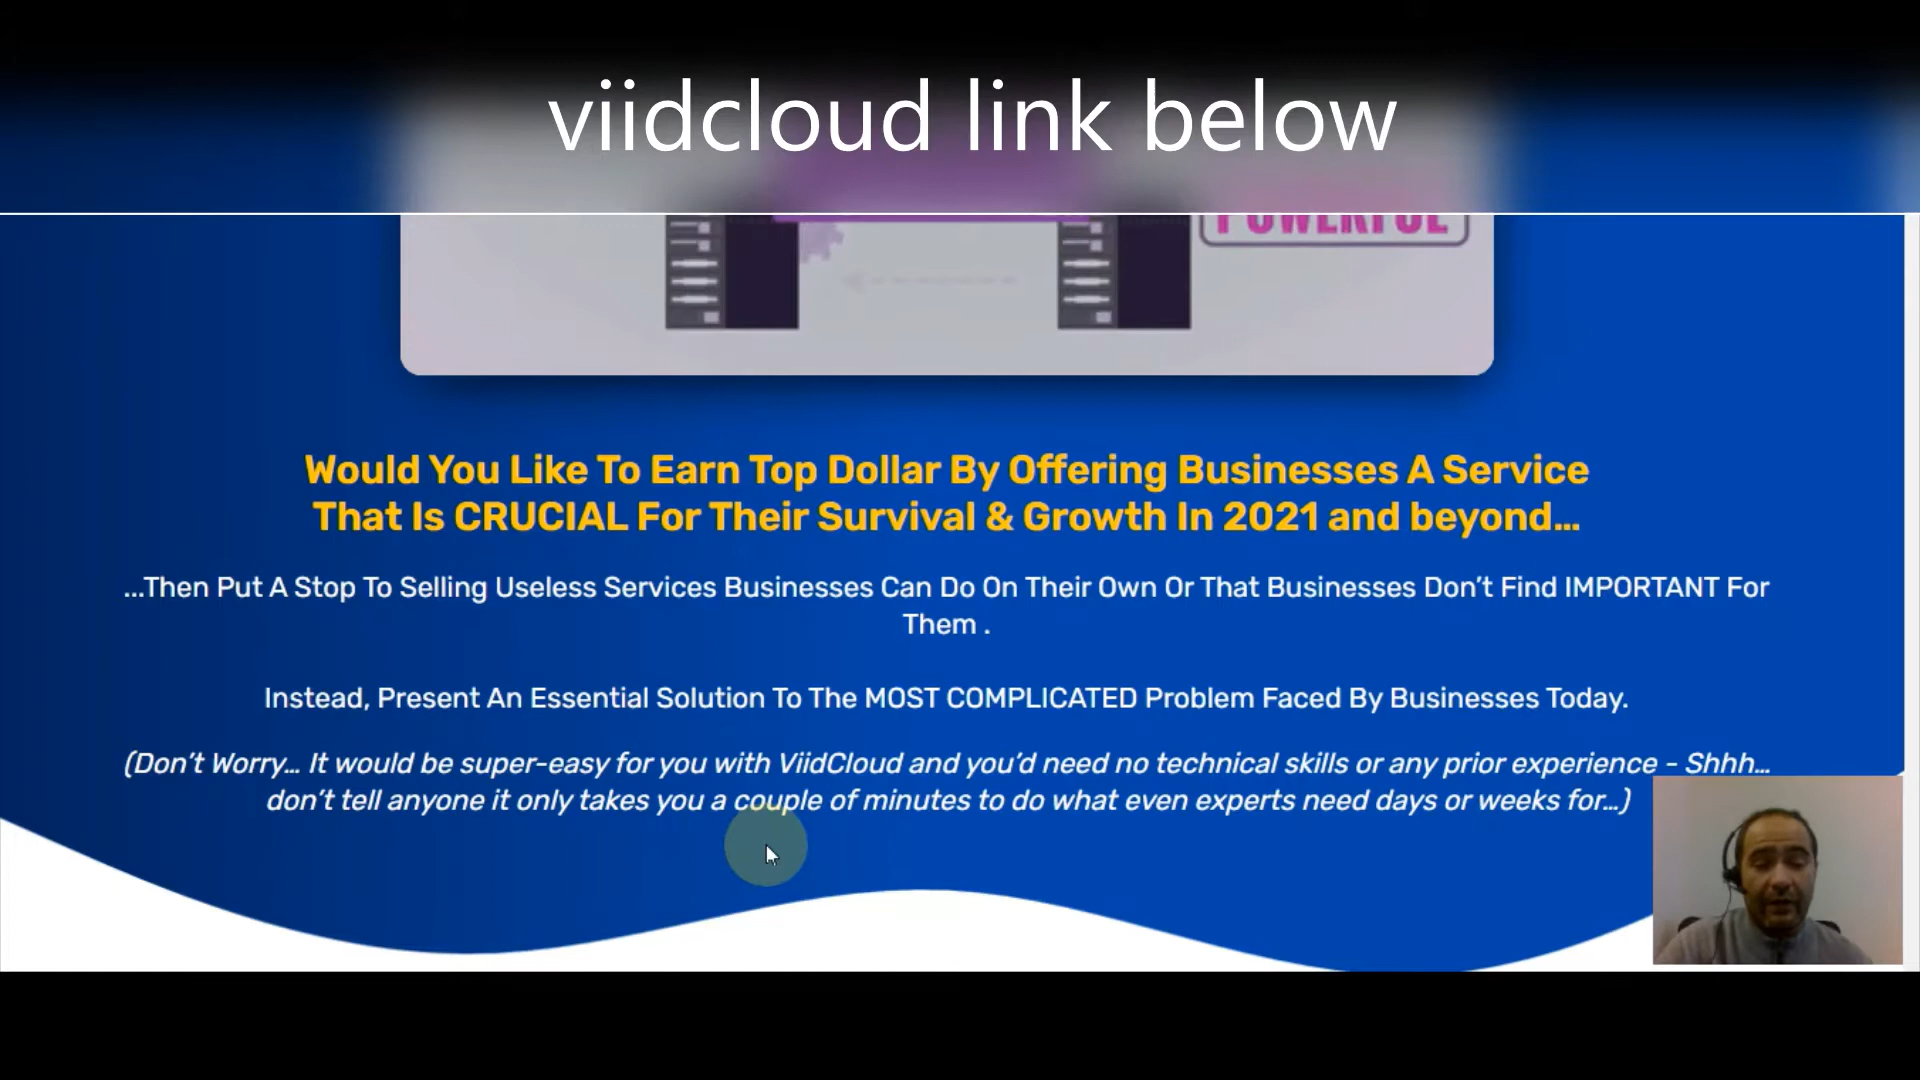 viidcloud link below
POWERFUL
Would You Like To Earn Top Dollar By Offering Businesses A Service
That Is CRUCIAL For Their Survival & Growth In 2021 and beyond...
...Then Put A Stop To Selling Useless Services Businesses Can Do On Their Own Or That Businesses Don’t Find IMPORTANT For
Them .
Instead, Present An Essential Solution To The MOST COMPLICATED Problem Faced By Businesses Today.
(Don’t Worry... It would be super-easy for you with ViidCloud and you’d need no technical skills or any prior experience - Shhh...
don’t tell anyone it only takes you a couple of minutes to do what even experts need days or weeks for...)